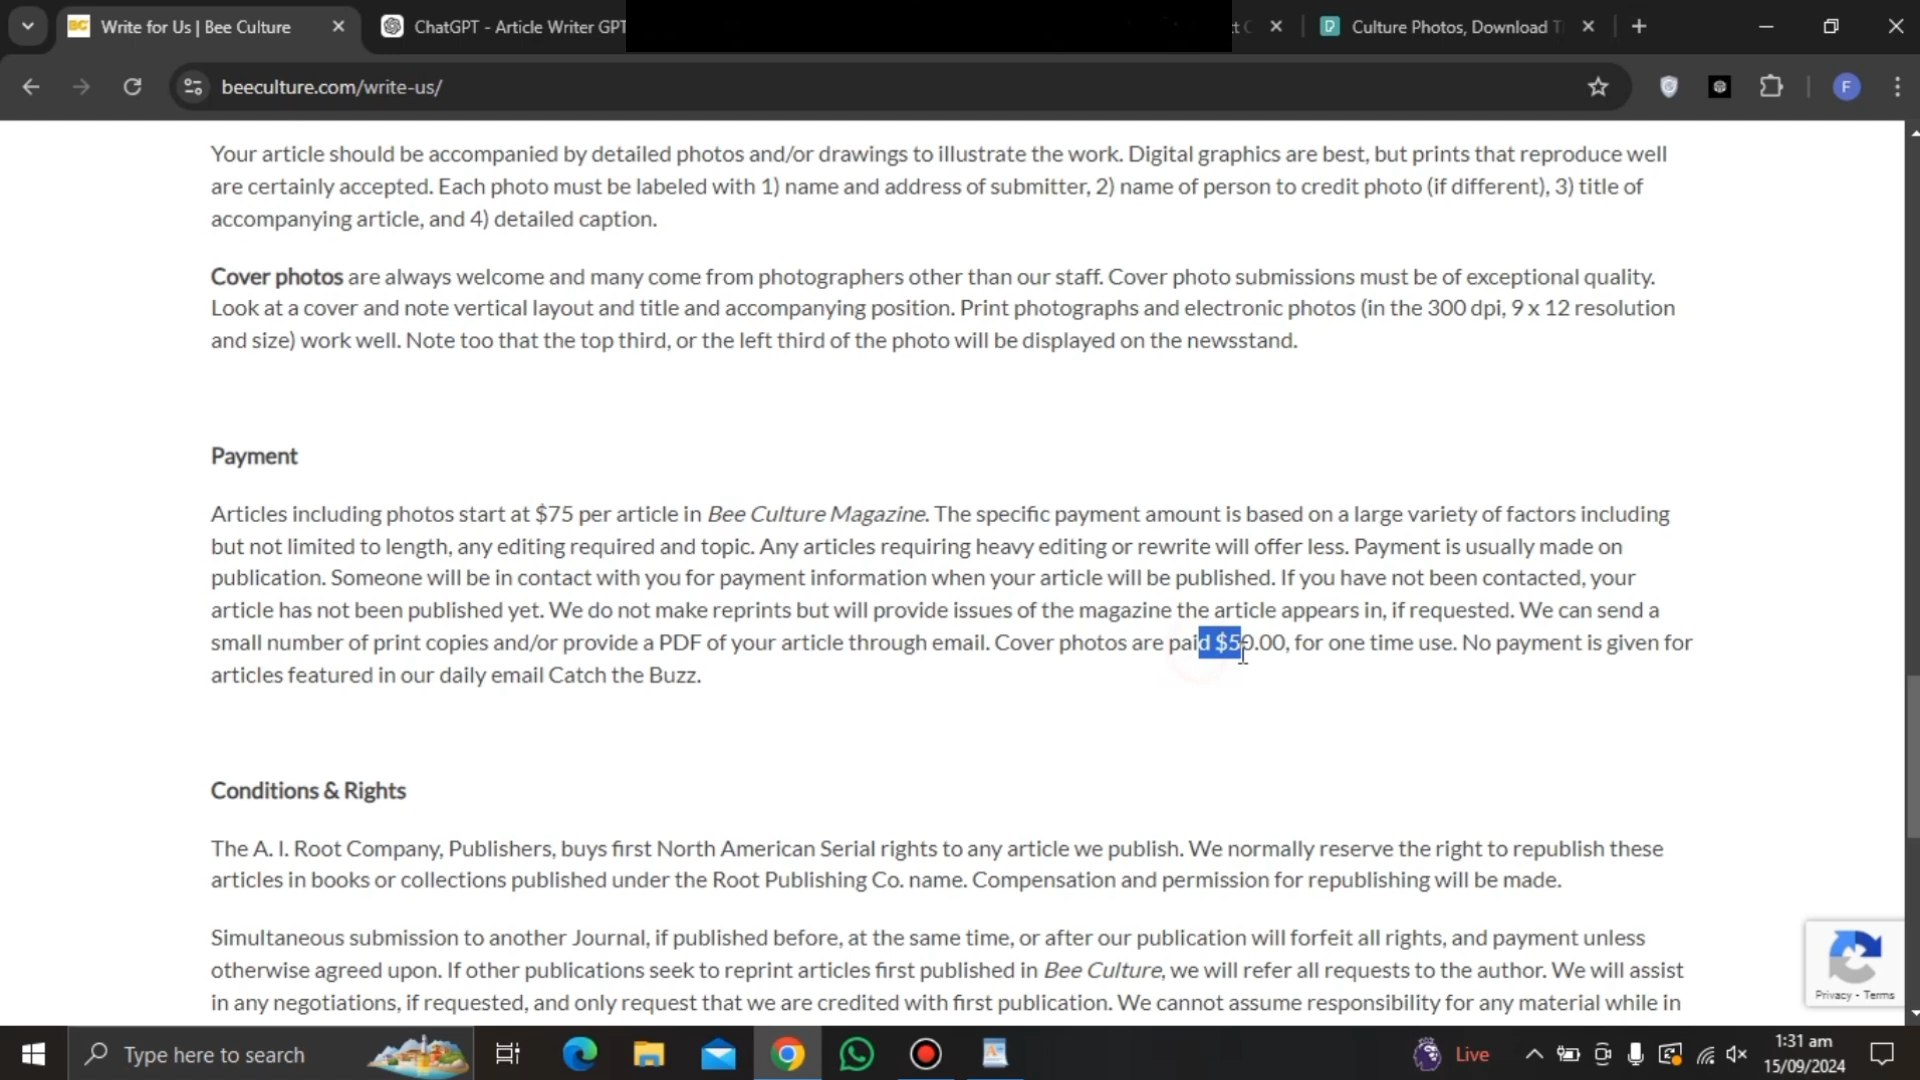 Write for Us | Bee Culture
ChatGPT - Article Writer GPT
Culture Photos, Download
beeculture.com/write-us/
F
Your article should be accompanied by detailed photos and/or drawings to illustrate the work. Digital graphics are best, but prints that reproduce well
are certainly accepted. Each photo must be labeled with 1) name and address of submitter, 2) name of person to credit photo (if different), 3) title of
accompanying article, and 4) detailed caption.
Cover photos are always welcome and many come from photographers other than our staff. Cover photo submissions must be of exceptional quality.
Look at a cover and note vertical layout and title and accompanying position. Print photographs and electronic photos (in the 300 dpi, 9 x 12 resolution
and size) work well. Note too that the top third, or the left third of the photo will be displayed on the newsstand.
Payment
Articles including photos start at $75 per article in Bee Culture Magazine. The specific payment amount is based on a large variety of factors including
but not limited to length, any editing required and topic. Any articles requiring heavy editing or rewrite will offer less. Payment is usually made on
publication. Someone will be in contact with you for payment information when your article will be published. If you have not been contacted, your
article has not been published yet. We do not make reprints but will provide issues of the magazine the article appears in, if requested. We can send a
small number of print copies and/or provide a PDF of your article through email. Cover photos are paid $50.00, for one time use. No payment is given for
articles featured in our daily email Catch the Buzz.
Conditions & Rights
The A. I. Root Company, Publishers, buys first North American Serial rights to any article we publish. We normally reserve the right to republish these
articles in books or collections published under the Root Publishing Co. name. Compensation and permission for republishing will be made.
Simultaneous submission to another Journal, if published before, at the same time, or after our publication will forfeit all rights, and payment unless
otherwise agreed upon. If other publications seek to reprint articles first published in Bee Culture, we will refer all requests to the author. We will assist
in any negotiations, if requested, and only request that we are credited with first publication. We cannot assume responsibility for any material while in
Privacy - Terms
Type here to search
Live
1:31 am
15/09/2024